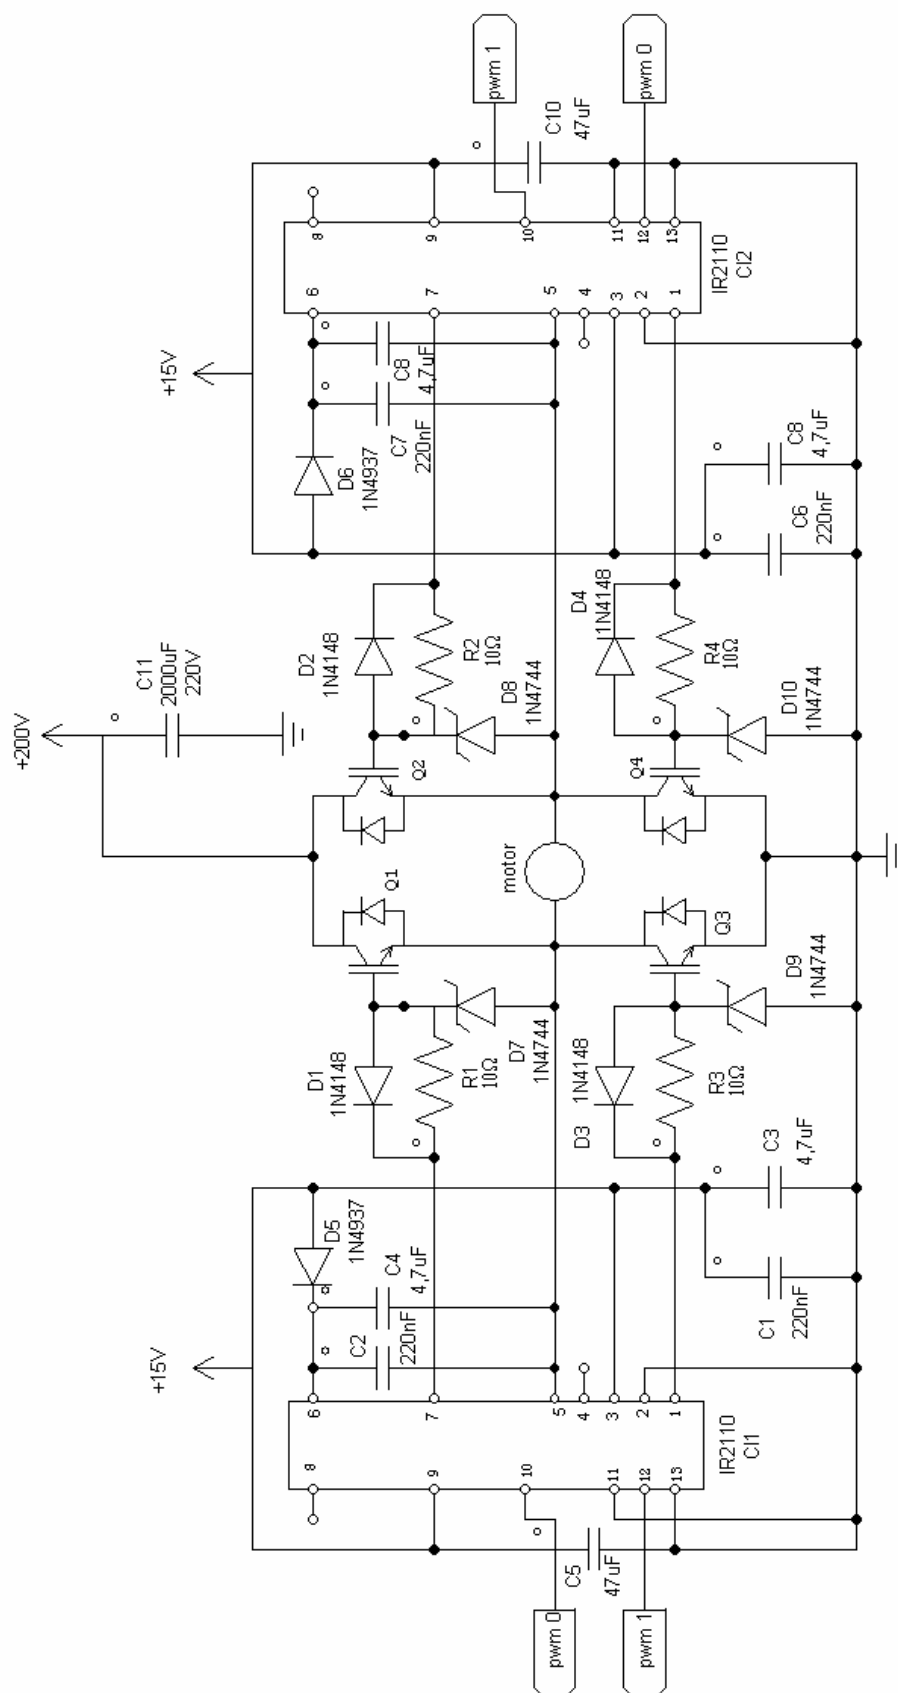 +200V
C11
2000uF
220V
+15V
+15V
pwm 0
pwm 1
pwm 1
pwm 0
IR2110
CI1
8
9
10
11
12
13
6
7
5
4
3
2
1
C5
47uF
C2
220nF
C4
4,7uF
D5
1N4937
C1
220nF
C3
4,7uF
D1
1N4148
R1
10Ω
D7
1N4744
D3
1N4148
R3
10Ω
D9
1N4744
Q1
Q3
motor
Q2
Q4
D2
1N4148
R2
10Ω
D8
1N4744
D4
1N4148
R4
10Ω
D10
1N4744
D6
1N4937
C7
220nF
C8
4,7uF
C6
220nF
C8
4,7uF
6
7
5
4
3
2
1
8
9
10
11
12
13
IR2110
CI2
C10
47uF